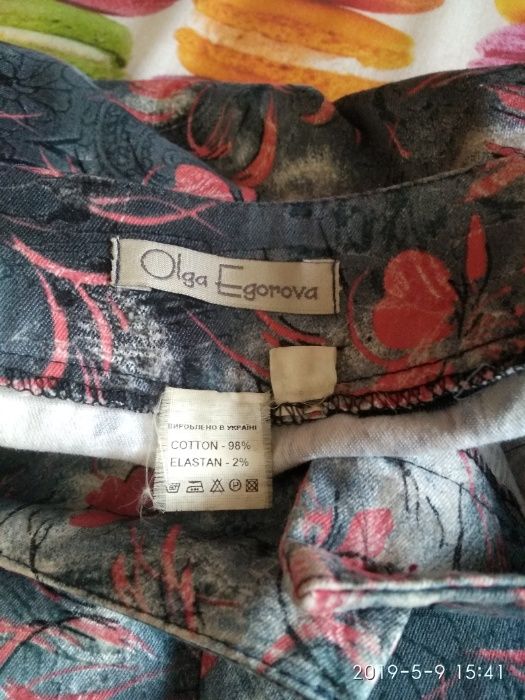 Olga Egorova
ВИРОБЛЕНО В УКРАЇНІ
COTTON - 98%
ELASTAN - 2%
2019-5-9 15:41